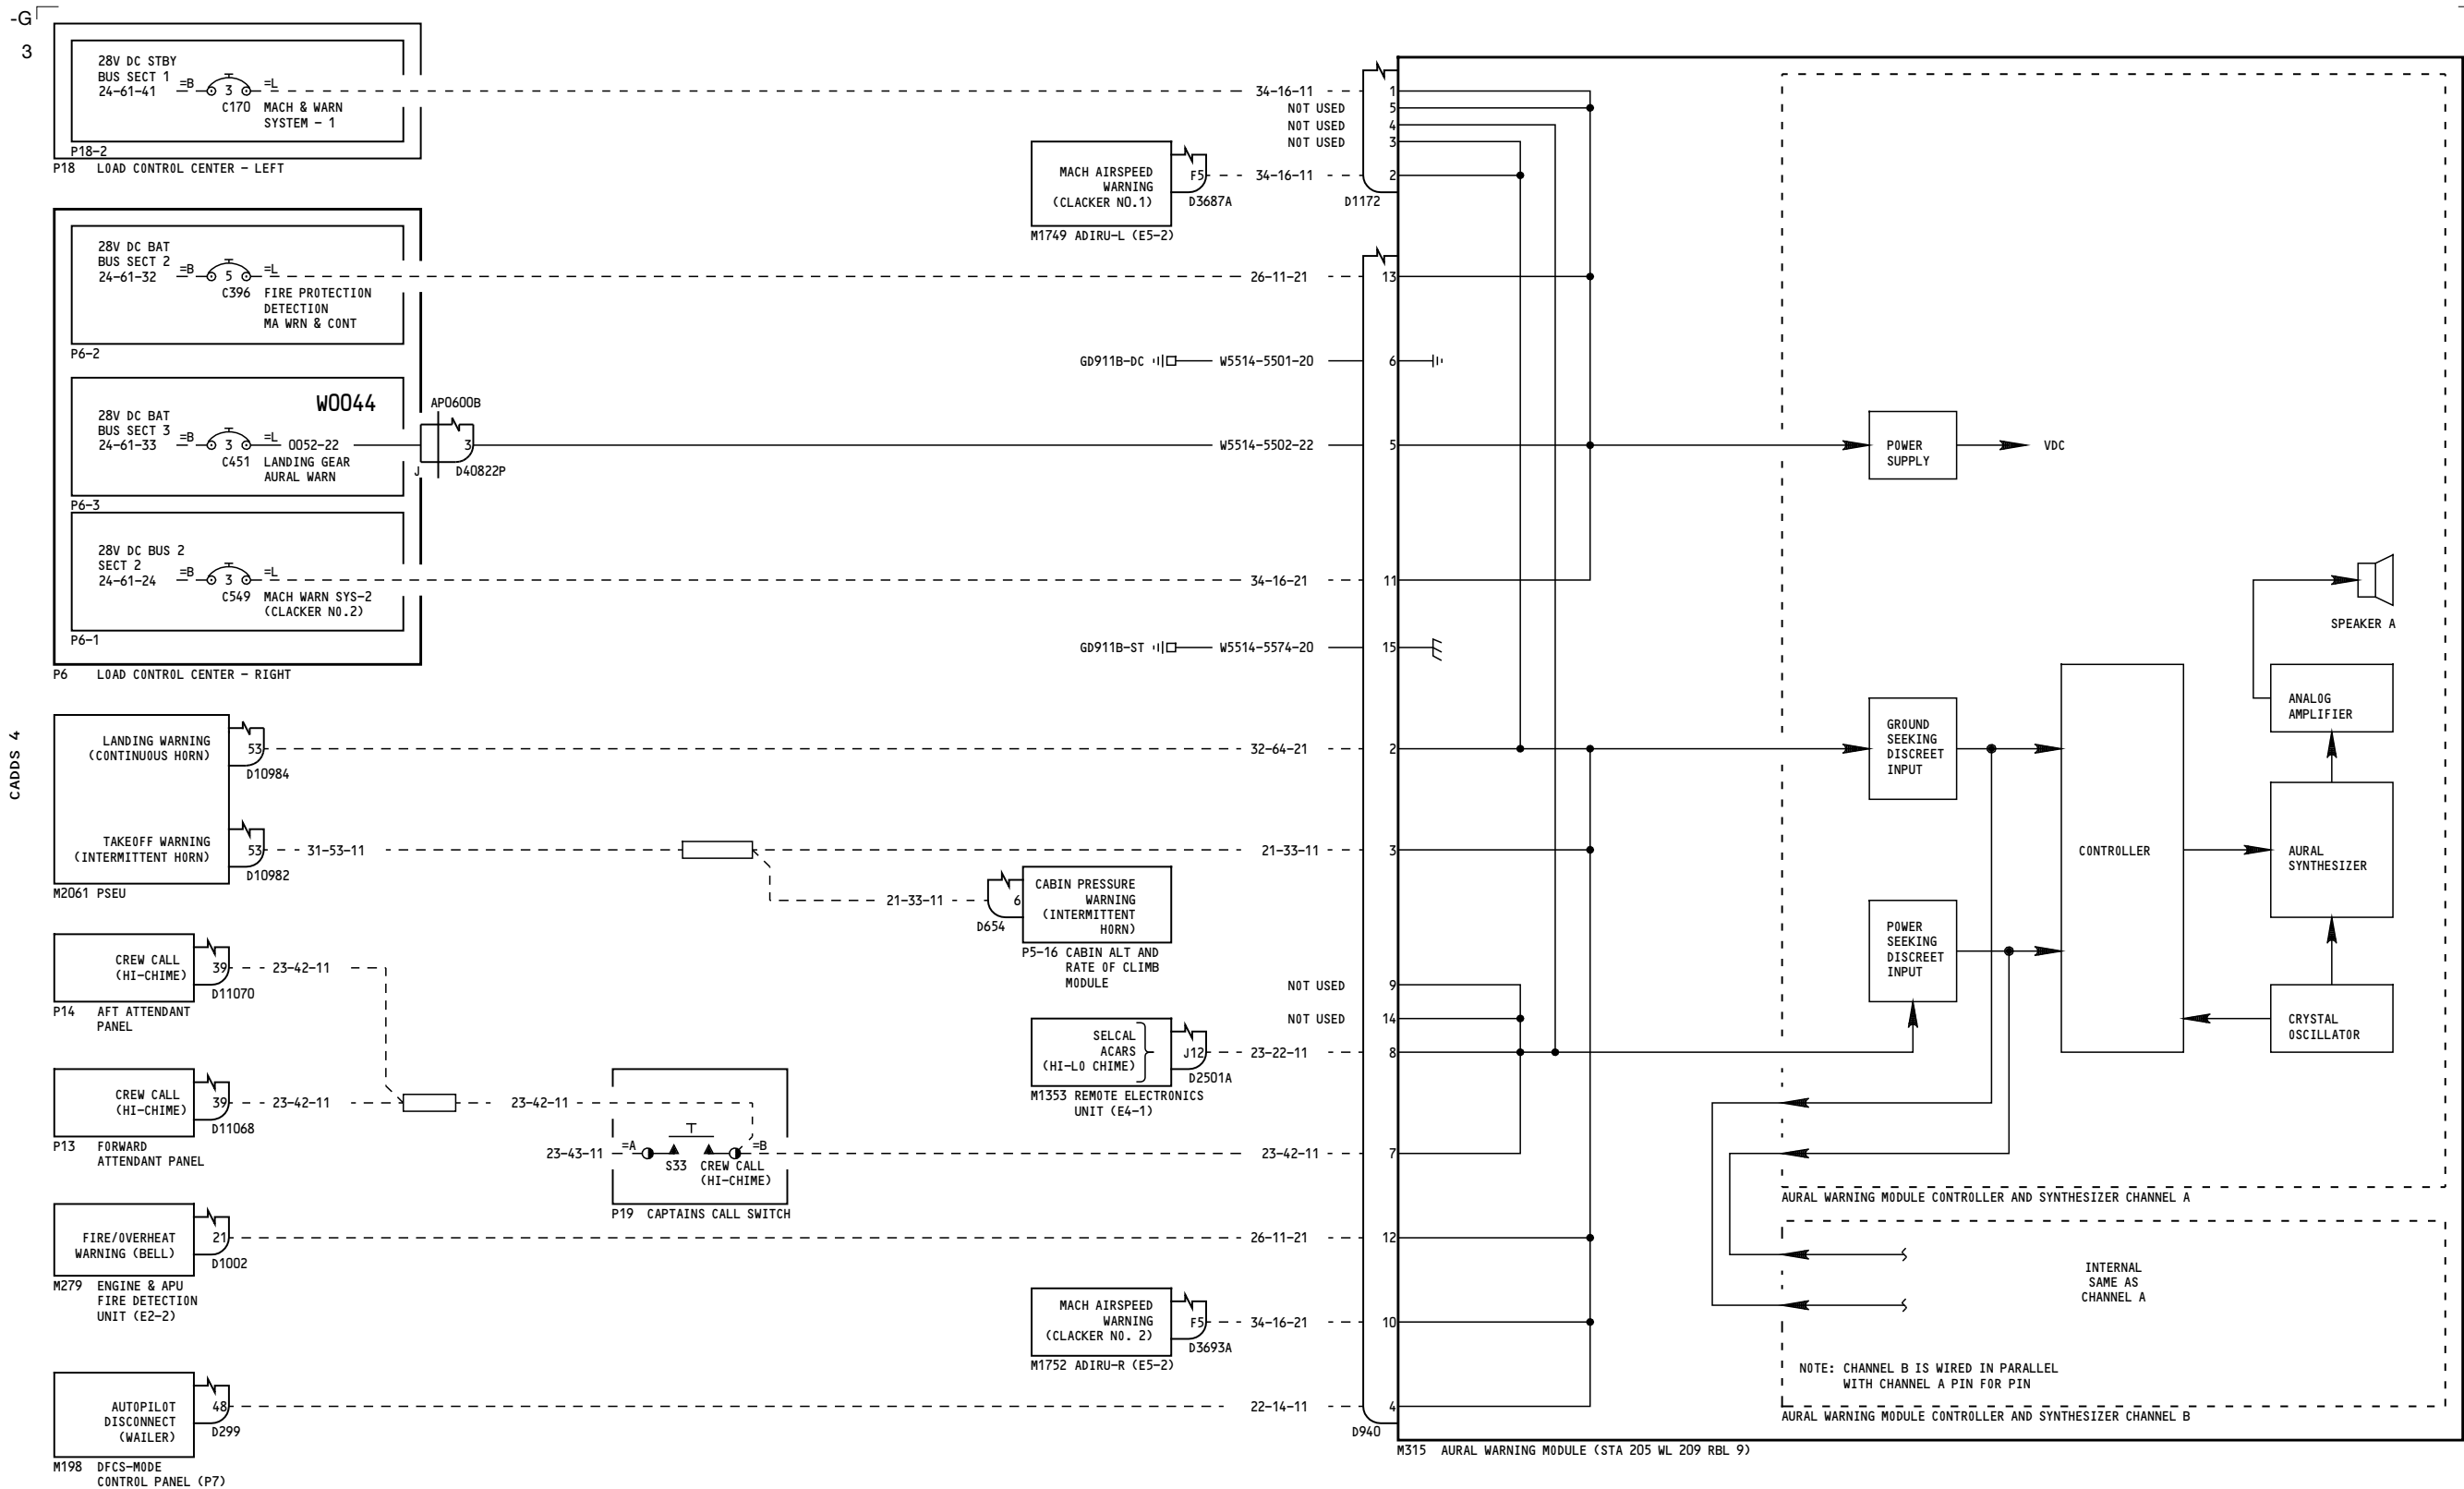 -G
3
28V DC STBY
BUS SECT 1
24-61-41
=B
3
=L
C170
MACH & WARN
SYSTEM - 1
P18-2
P18 LOAD CONTROL CENTER - LEFT
28V DC BAT
BUS SECT 2
24-61-32
=B
5
=L
C396
FIRE PROTECTION
DETECTION
MA WRN & CONT
P6-2
28V DC BAT
BUS SECT 3
24-61-33
=B
3
=L
0052-22
C451
LANDING GEAR
AURAL WARN
W0044
AP0600B
3
J
D40822P
P6-3
28V DC BUS 2
SECT 2
24-61-24
=B
3
=L
C549
MACH WARN SYS-2
(CLACKER NO.2)
P6-1
P6 LOAD CONTROL CENTER - RIGHT
CADDS 4
LANDING WARNING
(CONTINUOUS HORN)
53
D10984
TAKEOFF WARNING
(INTERMITTENT HORN)
53
D10982
31-53-11
M2061 PSEU
CREW CALL
(HI-CHIME)
39
D11070
23-42-11
P14 AFT ATTENDANT
PANEL
CREW CALL
(HI-CHIME)
39
D11068
23-42-11
P13 FORWARD
ATTENDANT PANEL
23-42-11
23-43-11
=A
S33
CREW CALL
(HI-CHIME)
=B
P19 CAPTAINS CALL SWITCH
FIRE/OVERHEAT
WARNING (BELL)
21
D1002
M279 ENGINE & APU
FIRE DETECTION
UNIT (E2-2)
AUTOPILOT
DISCONNECT
(WAILER)
48
D299
M198 DFCS-MODE
CONTROL PANEL (P7)
MACH AIRSPEED
WARNING
(CLACKER NO.1)
F5
D3687A
M1749 ADIRU-L (E5-2)
34-16-11
NOT USED
NOT USED
NOT USED
34-16-11
1
5
4
3
2
D1172
26-11-21
13
GD911B-DC
W5514-5501-20
6
W5514-5502-22
5
34-16-21
11
GD911B-ST
W5514-5574-20
15
32-64-21
2
21-33-11
3
21-33-11
6
D654
CABIN PRESSURE
WARNING
(INTERMITTENT
HORN)
P5-16 CABIN ALT AND
RATE OF CLIMB
MODULE
NOT USED
9
NOT USED
14
SELCAL
ACARS
(HI-LO CHIME)
J12
D2501A
23-22-11
8
M1353 REMOTE ELECTRONICS
UNIT (E4-1)
23-42-11
7
26-11-21
12
MACH AIRSPEED
WARNING
(CLACKER NO. 2)
F5
D3693A
34-16-21
10
M1752 ADIRU-R (E5-2)
22-14-11
4
D940
POWER
SUPPLY
VDC
SPEAKER A
GROUND
SEEKING
DISCREET
INPUT
ANALOG
AMPLIFIER
CONTROLLER
AURAL
SYNTHESIZER
POWER
SEEKING
DISCREET
INPUT
CRYSTAL
OSCILLATOR
AURAL WARNING MODULE CONTROLLER AND SYNTHESIZER CHANNEL A
INTERNAL
SAME AS
CHANNEL A
NOTE: CHANNEL B IS WIRED IN PARALLEL
WITH CHANNEL A PIN FOR PIN
AURAL WARNING MODULE CONTROLLER AND SYNTHESIZER CHANNEL B
M315 AURAL WARNING MODULE (STA 205 WL 209 RBL 9)